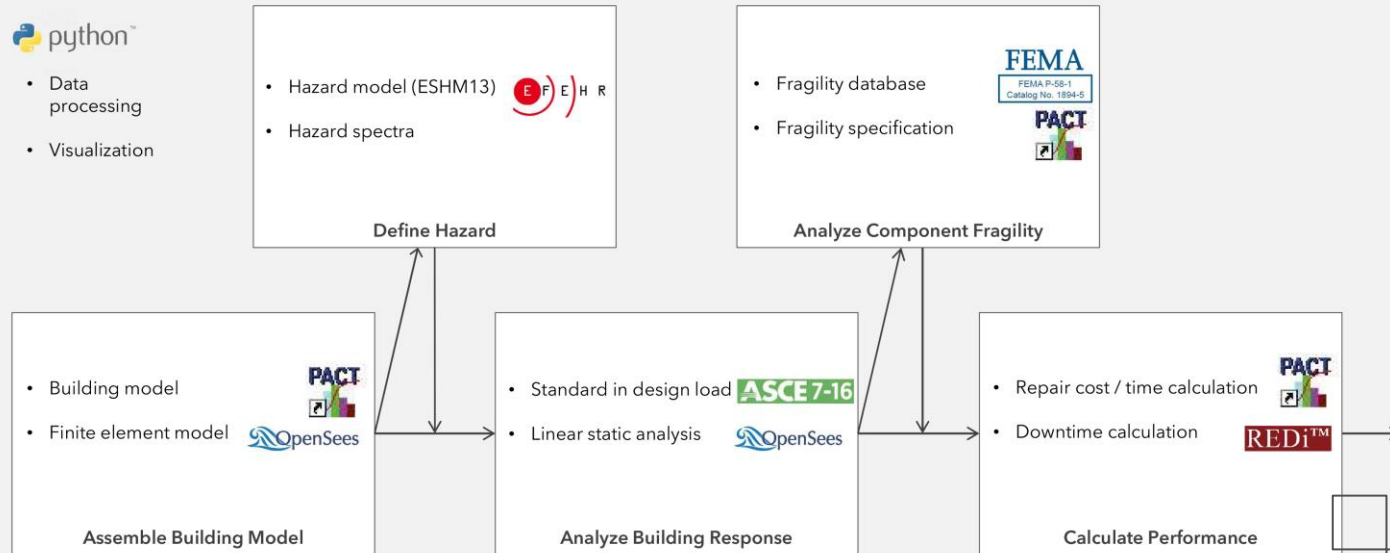 python™
• Data
processing
• Visualization
• Hazard model (ESHM13)
EFEHR
• Hazard spectra
Define Hazard
• Fragility database
FEMA
FEMA P-58-1
Catalog No. 1894-5
• Fragility specification
PACT
Analyze Component Fragility
• Building model
PACT
• Finite element model
OpenSees
Assemble Building Model
• Standard in design load
ASCE 7-16
• Linear static analysis
OpenSees
Analyze Building Response
• Repair cost / time calculation
PACT
• Downtime calculation
REDi™
Calculate Performance